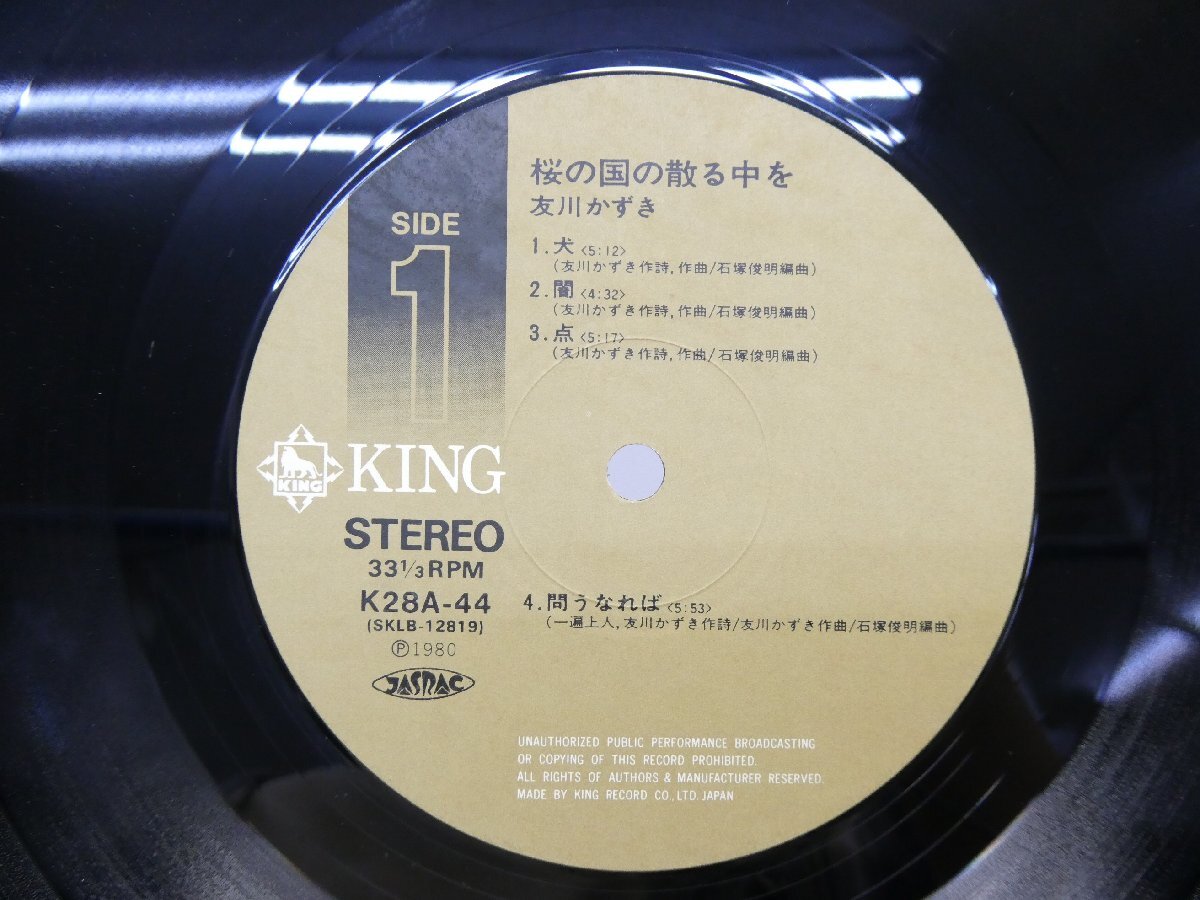 桜の国の散る中を
友川かずき
SIDE
1
1. 犬 <5:12>
(友川かずき作詩, 作曲/石塚俊明編曲)
2. 闇 <4:32>
(友川かずき作詩, 作曲/石塚俊明編曲)
3. 点 <5:17>
(友川かずき作詩, 作曲/石塚俊明編曲)
KING
KING
STEREO
33 1/3 RPM
K28A-44
(SKLB-12819)
Ⓟ1980
JASRAC
4. 問うなれば <5:53>
(一遍上人, 友川かずき作詩/友川かずき作曲/石塚俊明編曲)
UNAUTHORIZED PUBLIC PERFORMANCE BROADCASTING
OR COPYING OF THIS RECORD PROHIBITED.
ALL RIGHTS OF AUTHORS & MANUFACTURER RESERVED.
MADE BY KING RECORD CO., LTD. JAPAN